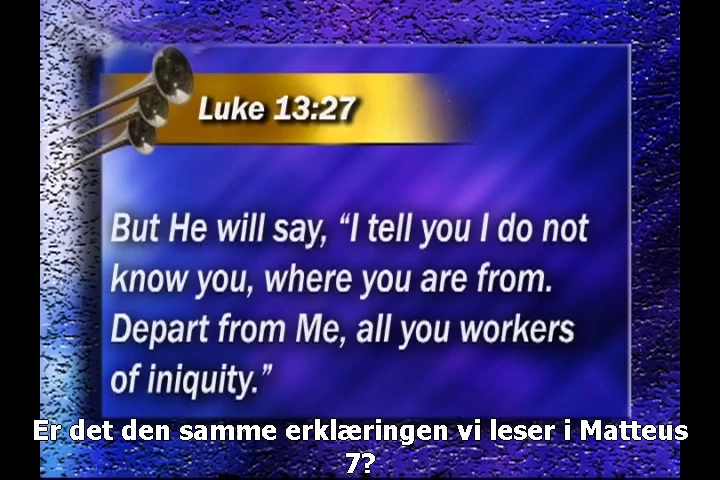 Luke 13:27
But He will say, “I tell you I do not
know you, where you are from.
Depart from Me, all you workers
of iniquity.”
Er det den samme erklæringen vi leser i Matteus
7?